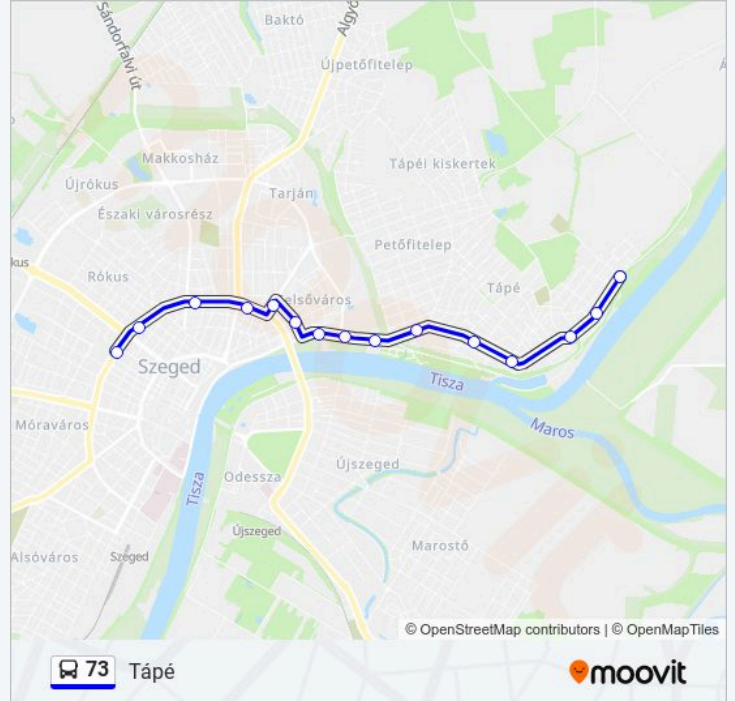 Sándorfalvi út
Baktó
Algyő
Újpetőfitelep
Makkosház
Tápéi kiskertek
Újrókus
Tarján
Északi városrész
Petőfitelep
kus
Rókus
Tápé
elsőváros
Szeged
Tisza
Maros
Móraváros
Újszeged
Odessza
Tisza
Újszeged
Marostő
Alsóváros
Szeged
© OpenStreetMap contributors | © OpenMapTiles
73 Tápé
moovit